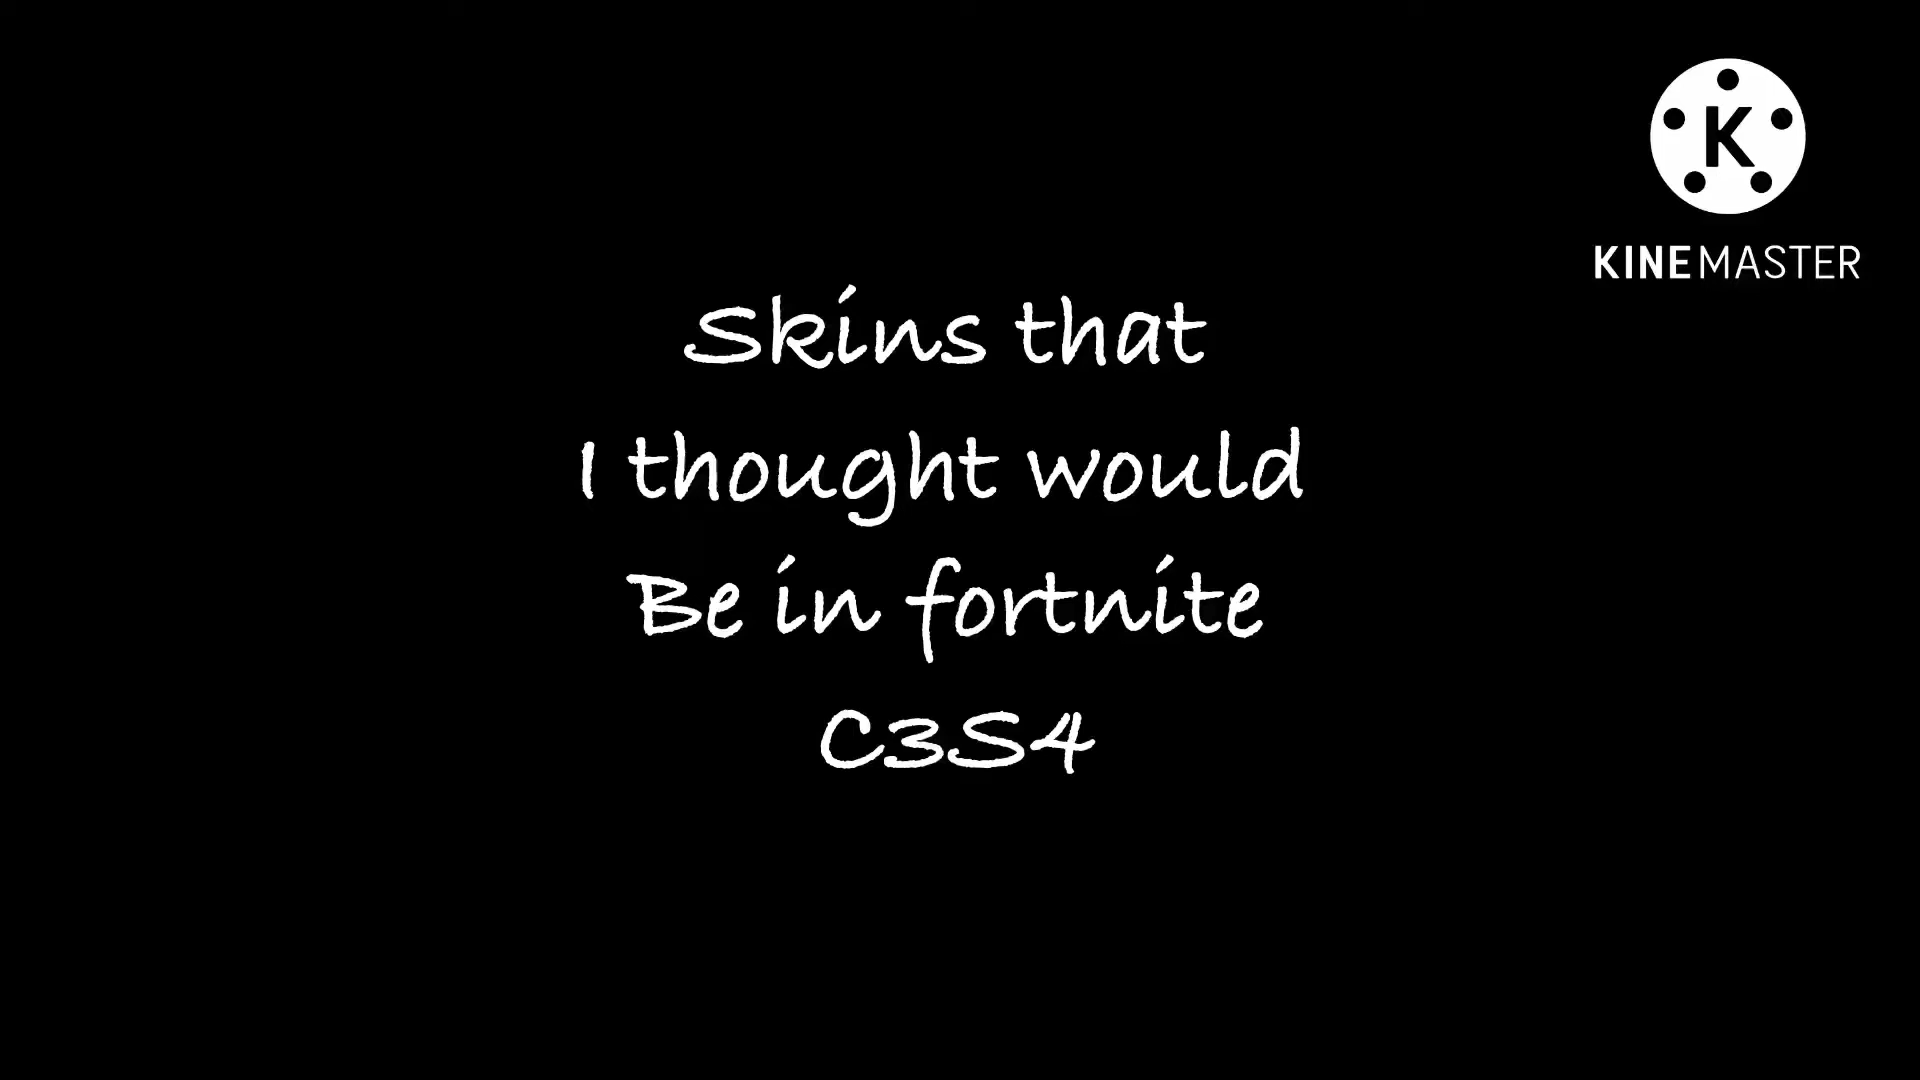 K
KINEMASTER
Skins that
I thought would
Be in fortnite
C3S4